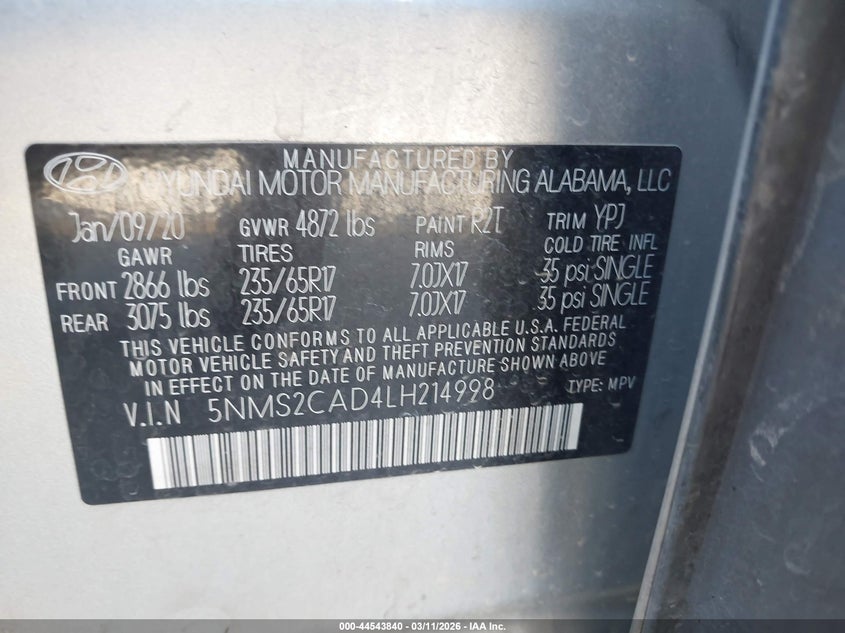 MANUFACTURED BY
HYUNDAI MOTOR MANUFACTURING ALABAMA, LLC
Jan/09/20 GVWR 4872 lbs PAINT R2T TRIM YPJ
GAWR TIRES RIMS COLD TIRE INFL
FRONT 2866 lbs 235/65R17 7.0JX17 35 psi SINGLE
REAR 3075 lbs 235/65R17 7.0JX17 35 psi SINGLE
THIS VEHICLE CONFORMS TO ALL APPLICABLE U.S.A. FEDERAL
MOTOR VEHICLE SAFETY AND THEFT PREVENTION STANDARDS
IN EFFECT ON THE DATE OF MANUFACTURE SHOWN ABOVE
V.I.N 5NMS2CAD4LH214998 TYPE: MPV
000-44543840 - 03/11/2026 - IAA Inc.